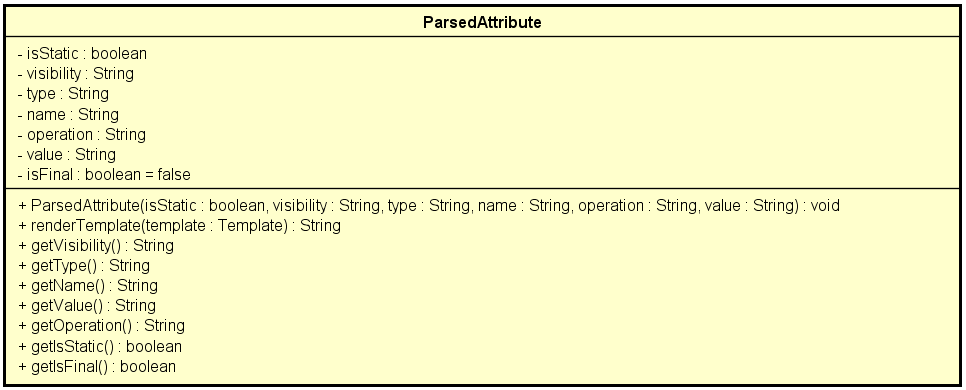 ParsedAttribute
- isStatic : boolean
- visibility : String
- type : String
- name : String
- operation : String
- value : String
- isFinal : boolean = false
+ ParsedAttribute(isStatic : boolean, visibility : String, type : String, name : String, operation : String, value : String) : void
+ renderTemplate(template : Template) : String
+ getVisibility() : String
+ getType() : String
+ getName() : String
+ getValue() : String
+ getOperation() : String
+ getIsStatic() : boolean
+ getIsFinal() : boolean